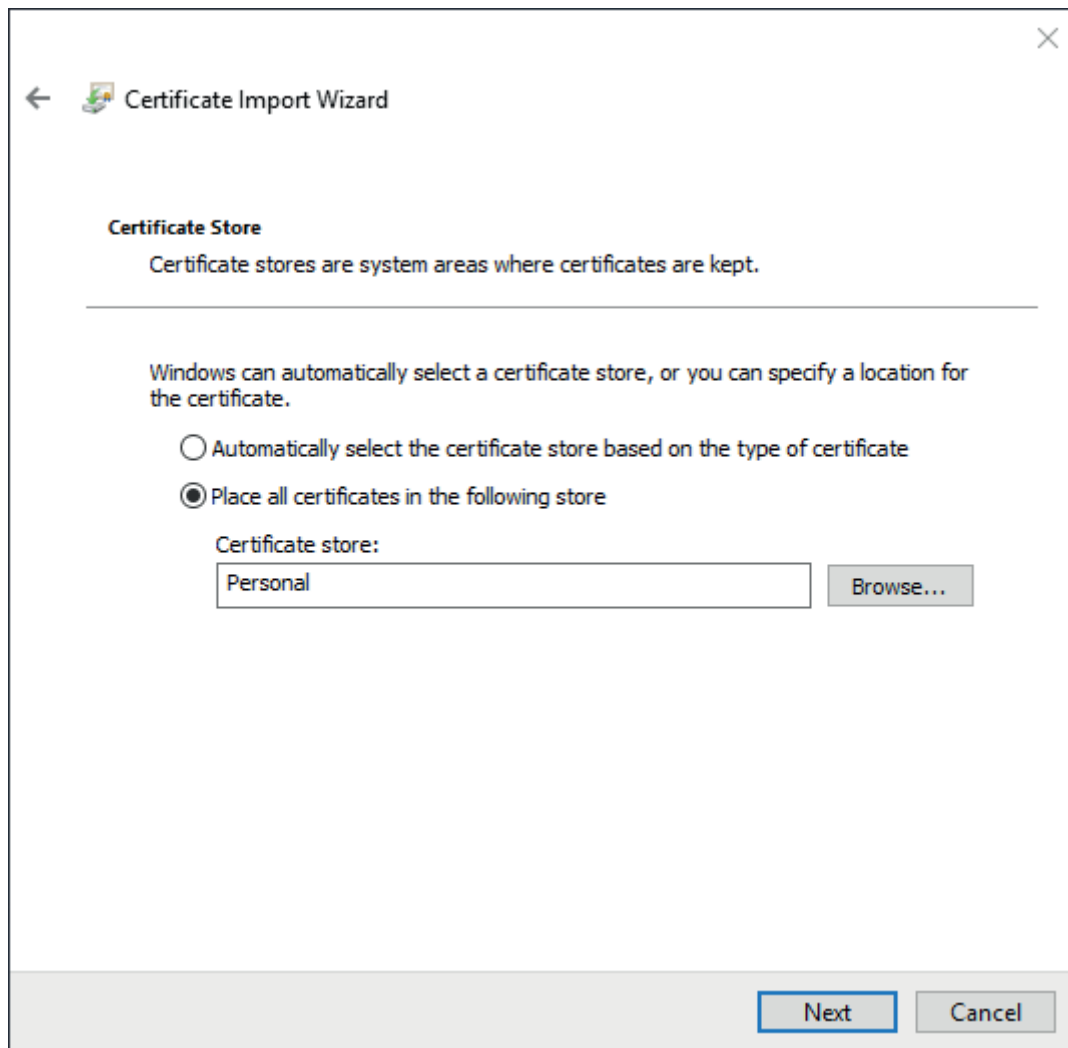 Certificate Import Wizard
Certificate Store
Certificate stores are system areas where certificates are kept.
Windows can automatically select a certificate store, or you can specify a location for
the certificate.
Automatically select the certificate store based on the type of certificate
Place all certificates in the following store
Certificate store:
Personal
Browse...
Next
Cancel